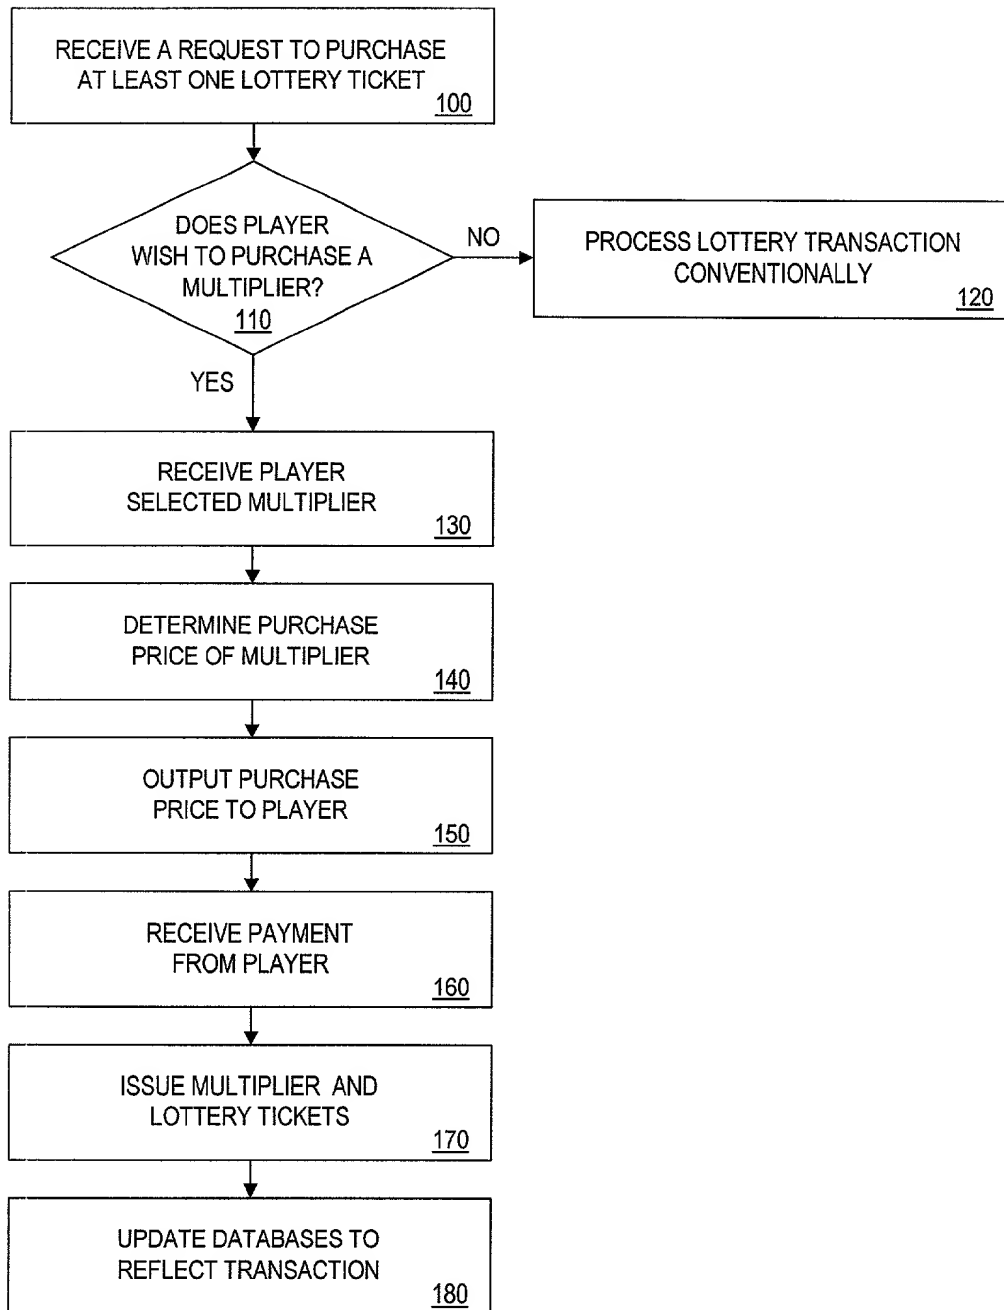 RECEIVE A REQUEST TO PURCHASE
AT LEAST ONE LOTTERY TICKET
100
DOES PLAYER
WISH TO PURCHASE A
MULTIPLIER?
110
NO
PROCESS LOTTERY TRANSACTION
CONVENTIONALLY
120
YES
RECEIVE PLAYER
SELECTED MULTIPLIER
130
DETERMINE PURCHASE
PRICE OF MULTIPLIER
140
OUTPUT PURCHASE
PRICE TO PLAYER
150
RECEIVE PAYMENT
FROM PLAYER
160
ISSUE MULTIPLIER AND
LOTTERY TICKETS
170
UPDATE DATABASES TO
REFLECT TRANSACTION
180